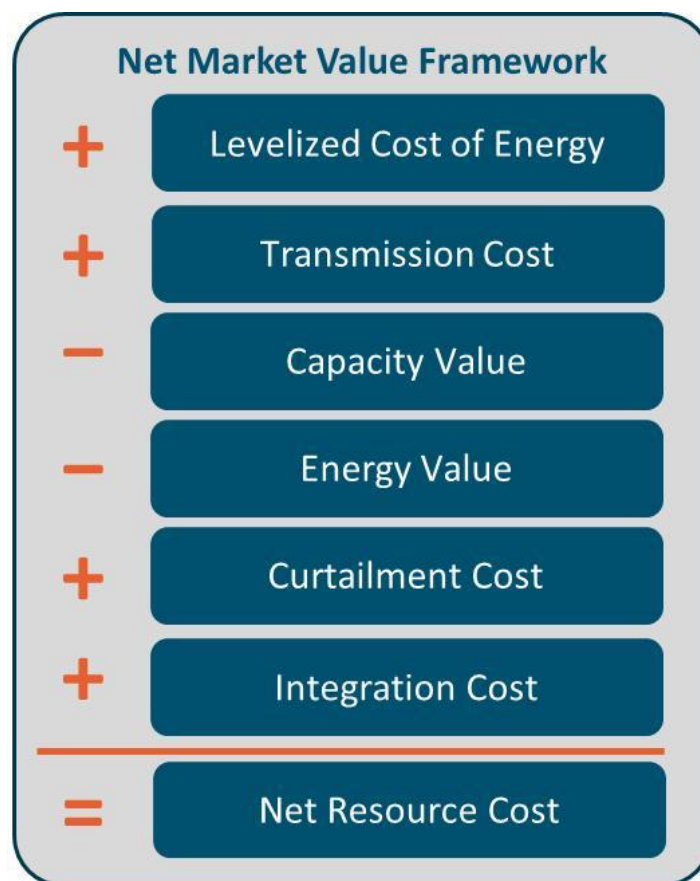 Net Market Value Framework
+ Levelized Cost of Energy
+ Transmission Cost
− Capacity Value
− Energy Value
+ Curtailment Cost
+ Integration Cost
= Net Resource Cost